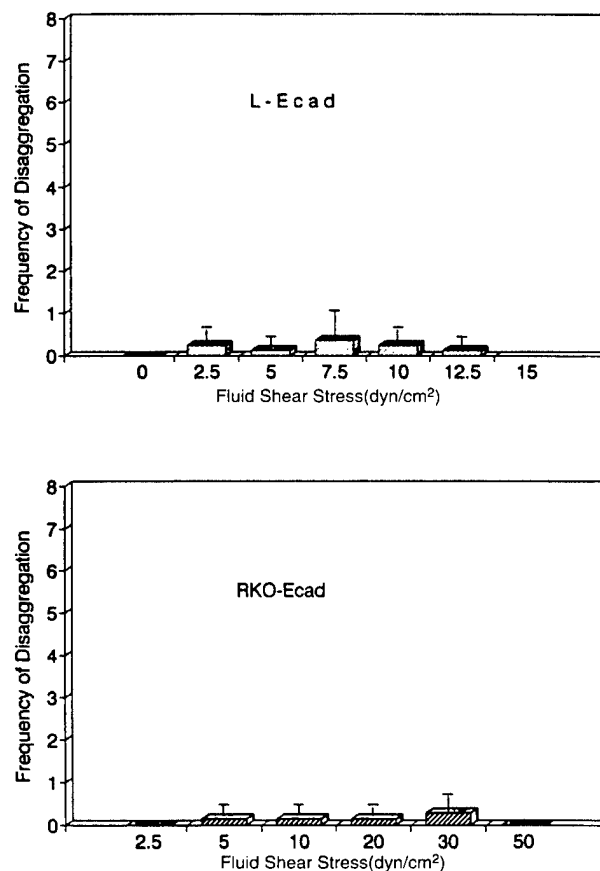 8
7
6
5
4
3
2
1
0
Frequency of Disaggregation
L-Ecad
0 2.5 5 7.5 10 12.5 15
Fluid Shear Stress(dyn/cm²)
8
7
6
5
4
3
2
1
0
Frequency of Disaggregation
RKO-Ecad
2.5 5 10 20 30 50
Fluid Shear Stress(dyn/cm²)